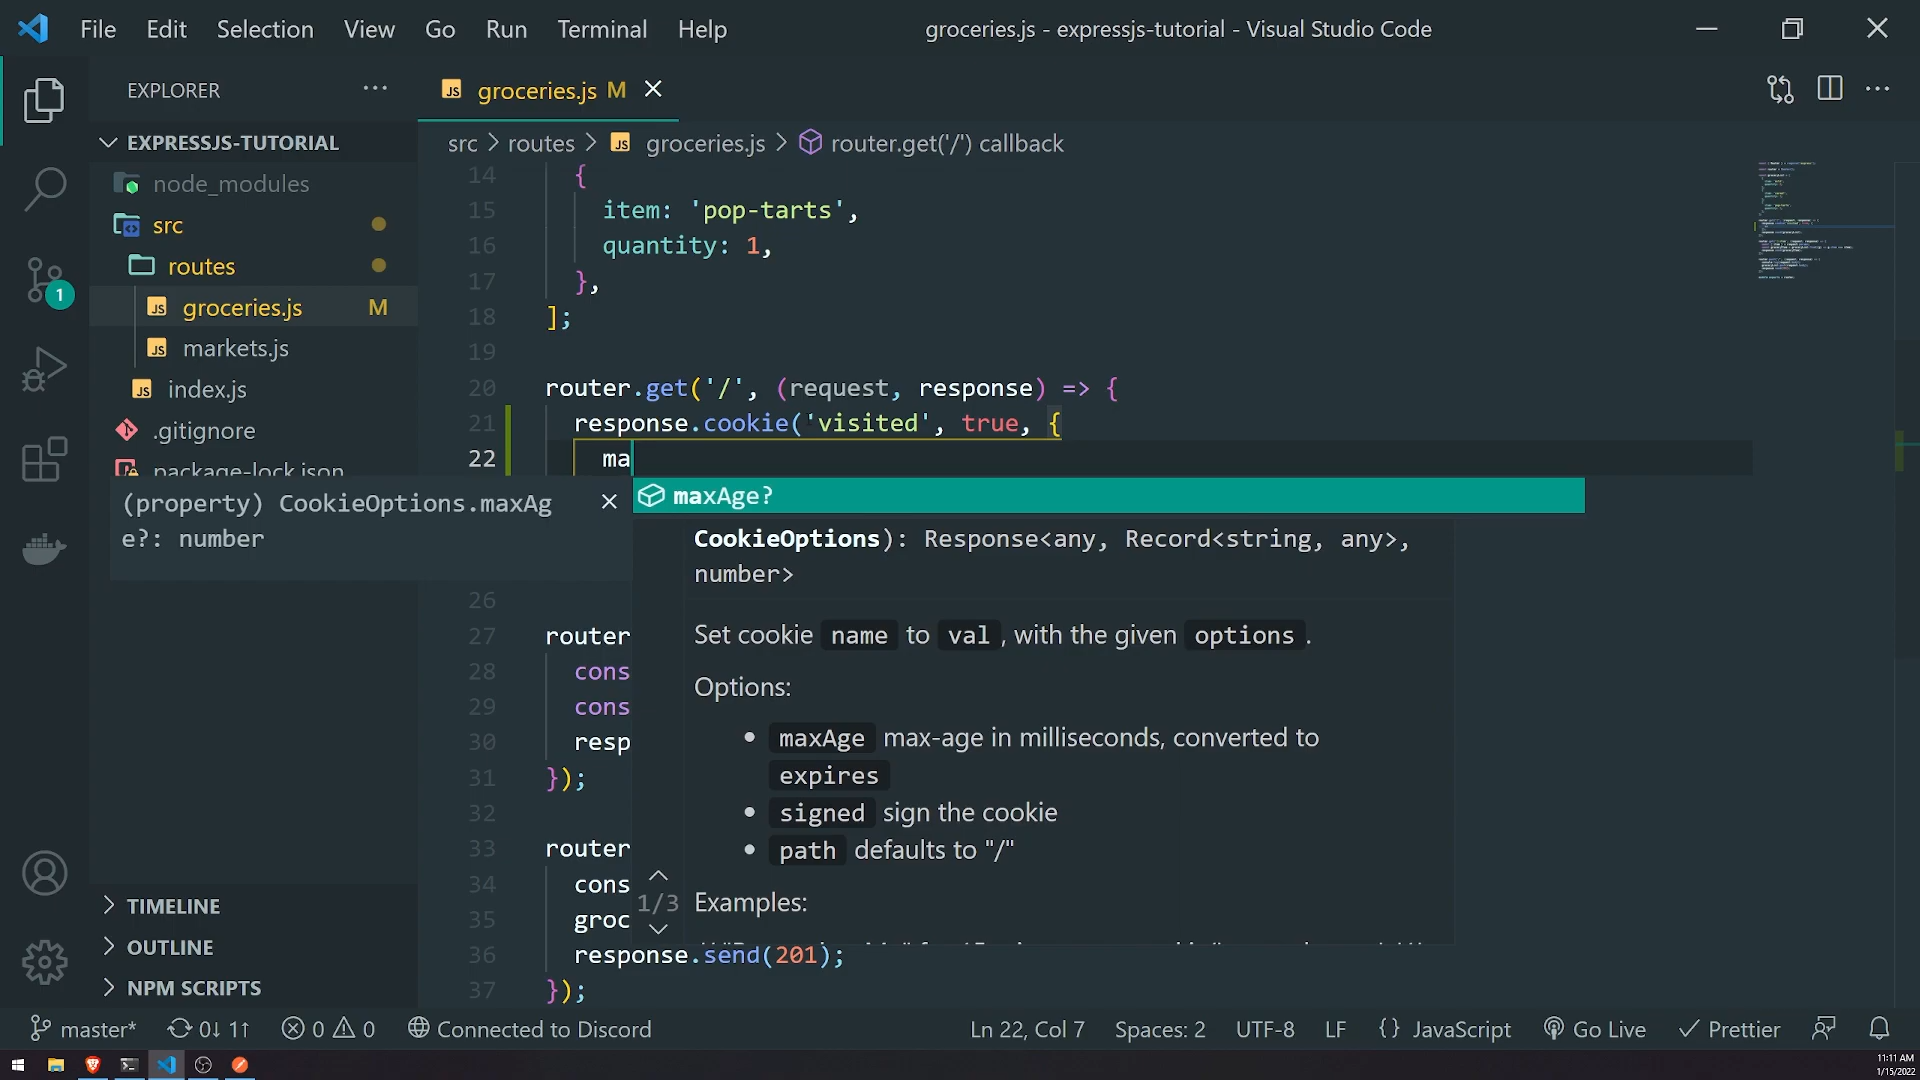 File Edit Selection View Go Run Terminal Help
groceries.js - expressjs-tutorial - Visual Studio Code
EXPLORER
JS groceries.js M
EXPRESSJS-TUTORIAL
src > routes > JS groceries.js > router.get('/') callback
node_modules
src
routes
JS groceries.js M
JS markets.js
JS index.js
.gitignore
package-lock.json
1
14 {
15 item: 'pop-tarts',
16 quantity: 1,
17 },
18 ];
19
20 router.get('/', (request, response) => {
21 response.cookie('visited', true, {
22 ma
(property) CookieOptions.maxAg
e?: number
maxAge?
CookieOptions): Response<any, Record<string, any>,
number>
Set cookie name to val , with the given options .
Options:
• maxAge max-age in milliseconds, converted to
expires
• signed sign the cookie
• path defaults to "/"
1/3 Examples:
26
27 router
28 cons
29 cons
30 resp
31 });
32
33 router
34 cons
35 groc
36 response.send(201);
37 });
TIMELINE
OUTLINE
NPM SCRIPTS
master* 0↓ 1↑ 0 0 Connected to Discord
Ln 22, Col 7 Spaces: 2 UTF-8 LF {} JavaScript Go Live Prettier
11:11 AM
1/15/2022